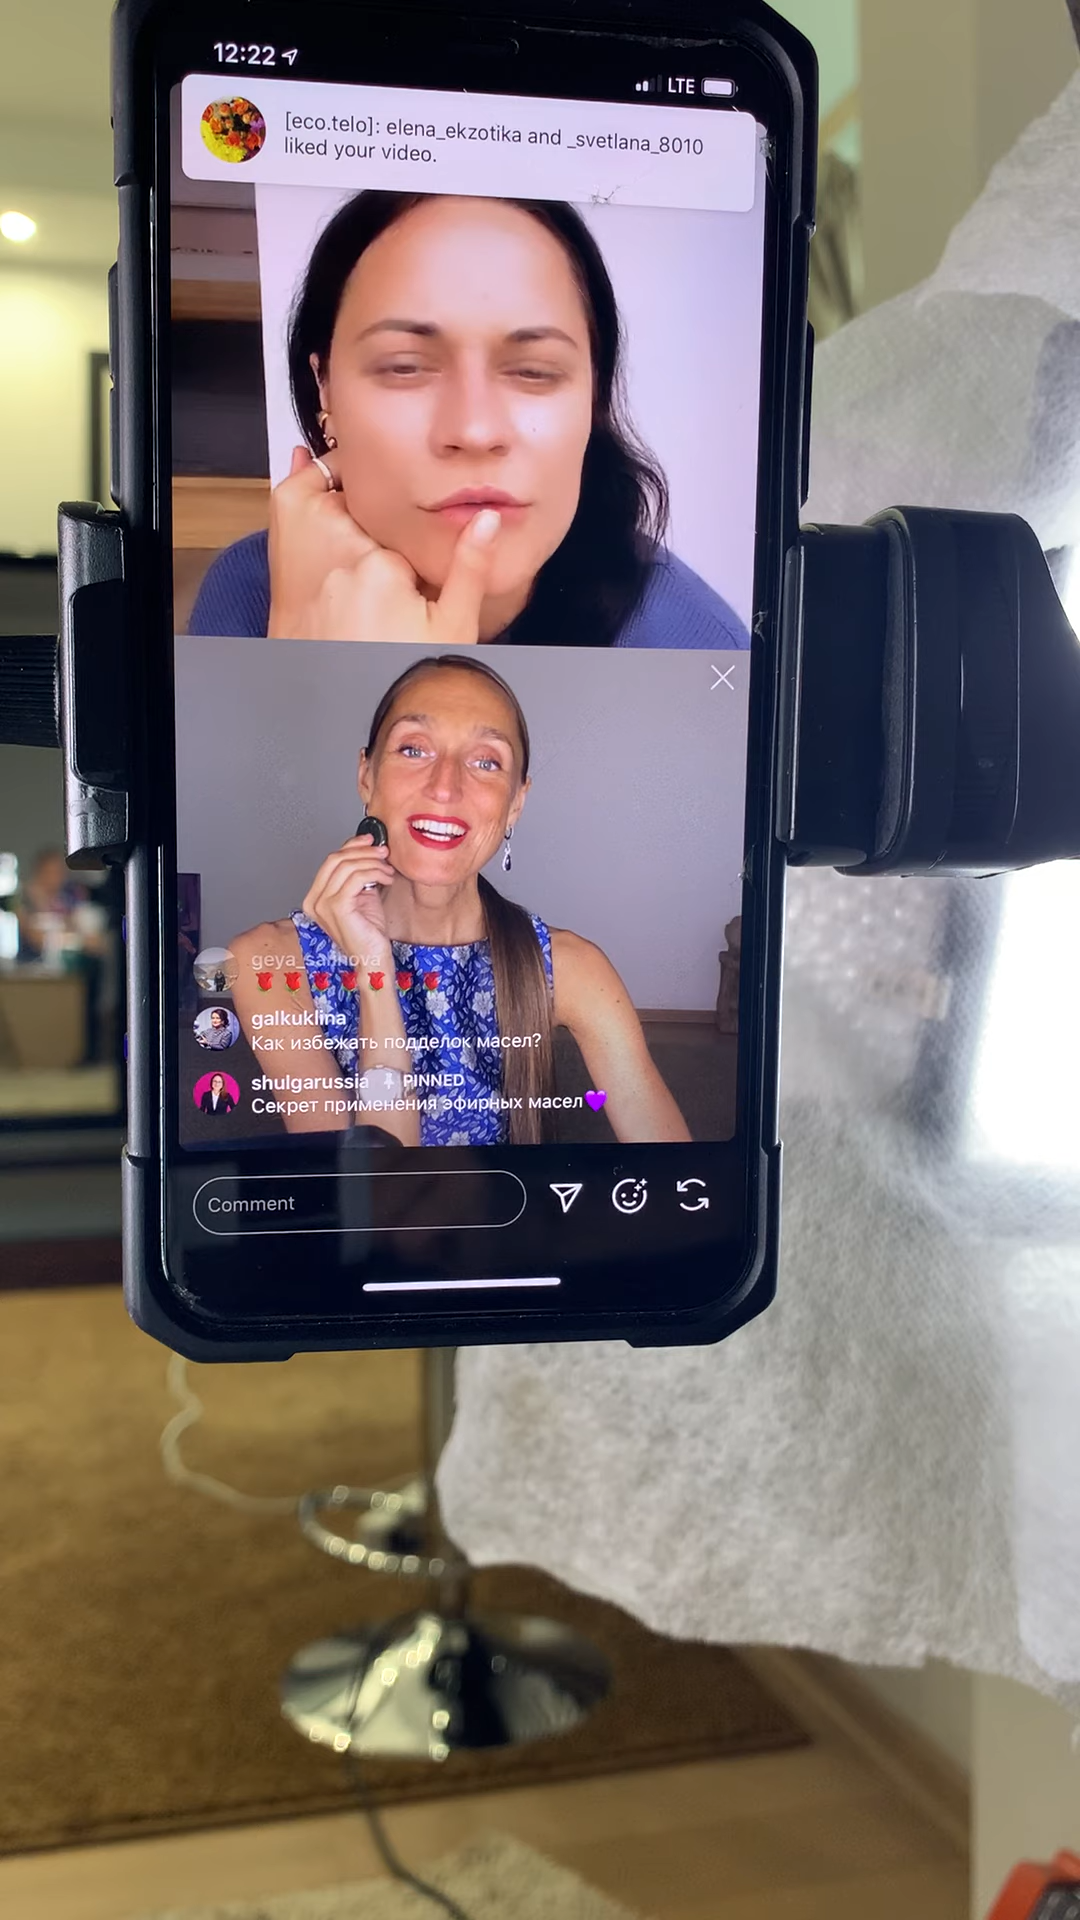 12:22
LTE
[eco.telo]: elena_ekzotika and _svetlana_8010
liked your video.
geya_safinova
🌹🌹🌹🌹🌹🌹🌹
galkuklina
Как избежать подделок масел?
shulgarussia PINNED
Секрет применения эфирных масел💜
Comment